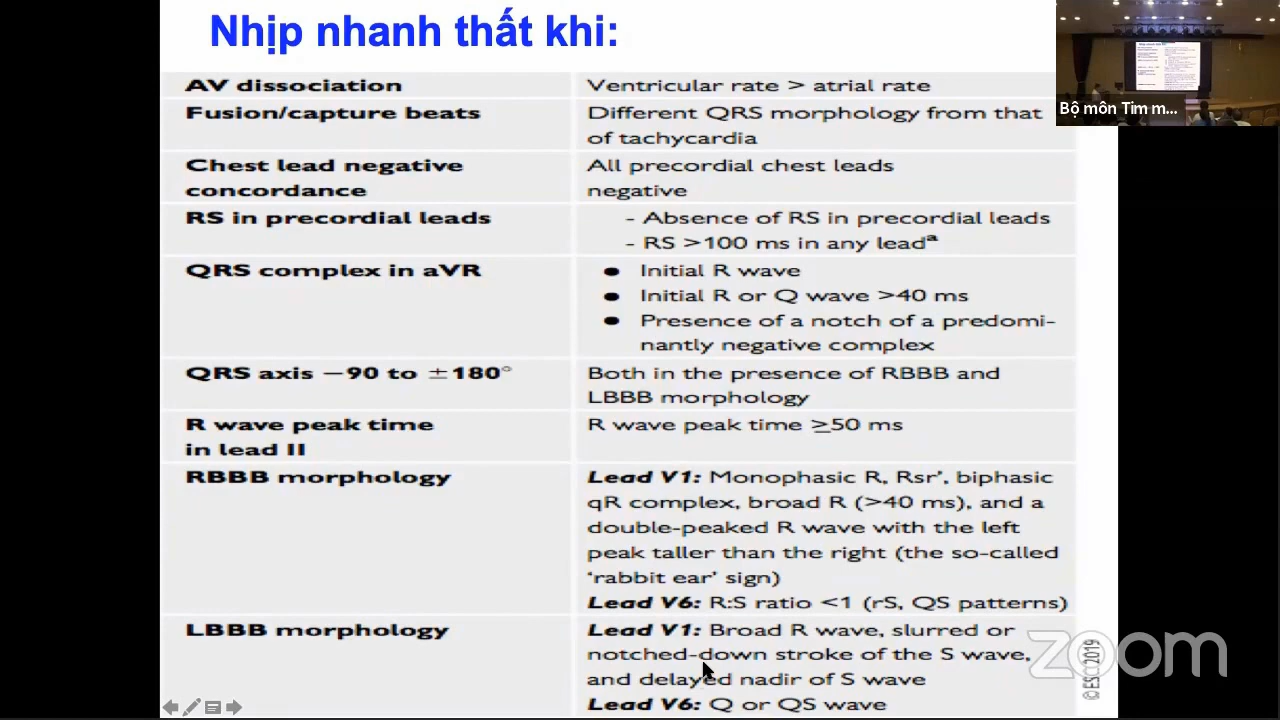 Nhịp nhanh thất khi:
AV dissociation
Ventricular rate > atrial rate
Fusion/capture beats
Different QRS morphology from that
of tachycardia
Chest lead negative
concordance
All precordial chest leads
negative
RS in precordial leads
- Absence of RS in precordial leads
- RS >100 ms in any leadᵃ
QRS complex in aVR
● Initial R wave
● Initial R or Q wave >40 ms
● Presence of a notch of a predomi-
nantly negative complex
QRS axis −90 to ±180°
Both in the presence of RBBB and
LBBB morphology
R wave peak time
in lead II
R wave peak time ≥50 ms
RBBB morphology
Lead V1: Monophasic R, Rsr’, biphasic
qR complex, broad R (>40 ms), and a
double-peaked R wave with the left
peak taller than the right (the so-called
‘rabbit ear’ sign)
Lead V6: R:S ratio <1 (rS, QS patterns)
LBBB morphology
Lead V1: Broad R wave, slurred or
notched-down stroke of the S wave,
and delayed nadir of S wave
Lead V6: Q or QS wave
©ESC 2019
zoom
Bộ môn Tim m...